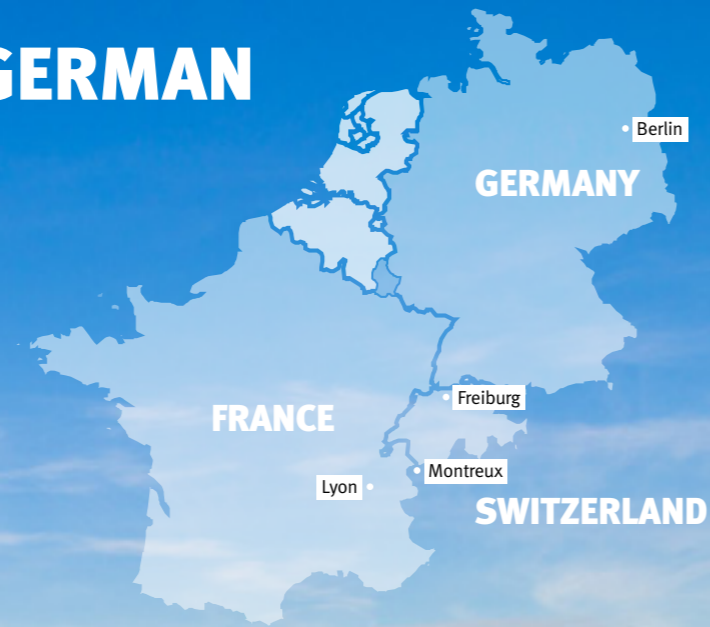 GERMAN
Berlin
GERMANY
Freiburg
FRANCE
Montreux
Lyon
SWITZERLAND